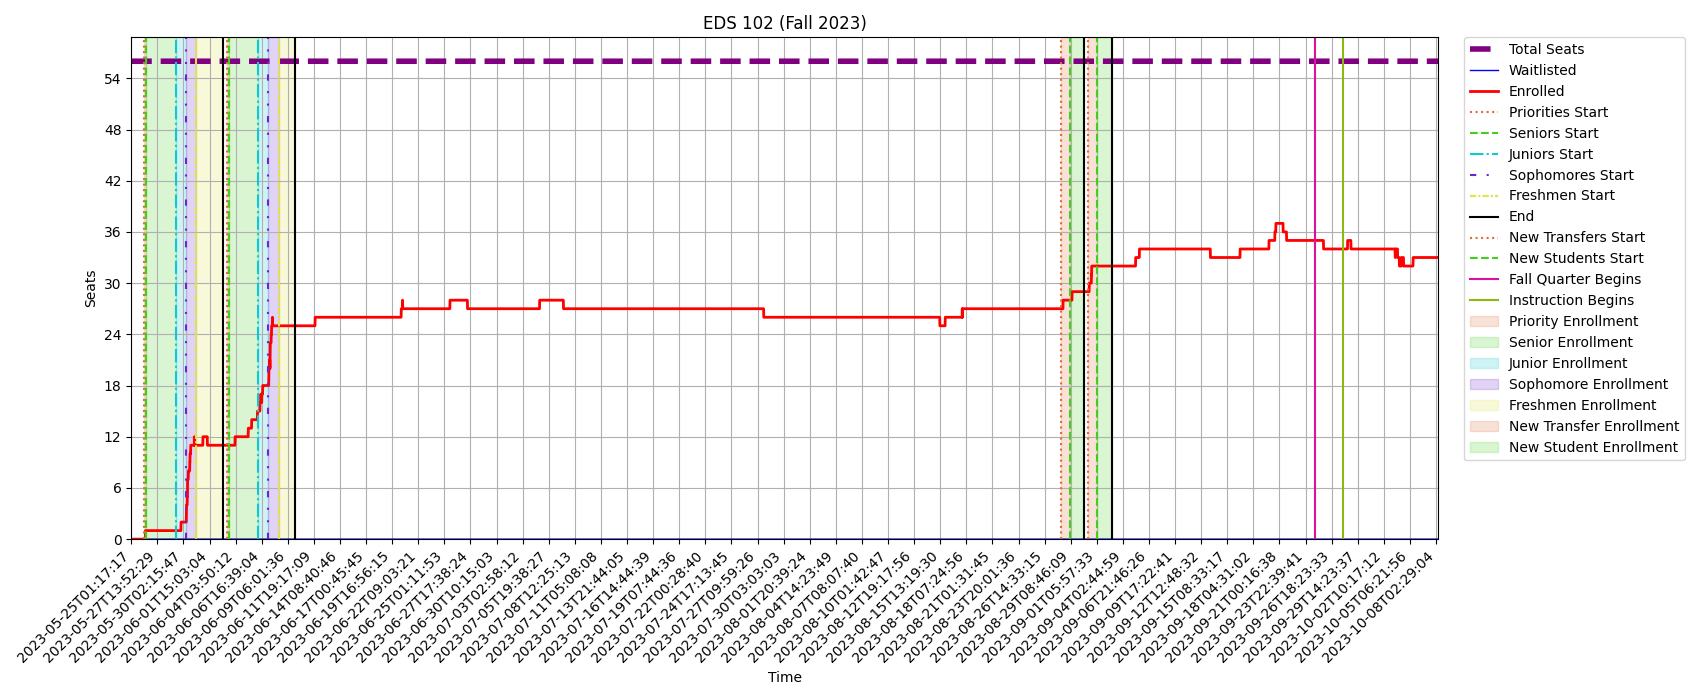 EDS 102 (Fall 2023)
Seats
54
48
42
36
30
24
18
12
6
0
2023-05-25T01:17:17
2023-05-27T13:52:29
2023-05-30T02:15:47
2023-06-01T15:03:04
2023-06-04T03:50:12
2023-06-06T16:39:04
2023-06-09T06:01:36
2023-06-11T19:17:09
2023-06-14T08:40:46
2023-06-17T00:45:45
2023-06-19T16:56:15
2023-06-22T09:03:21
2023-06-25T01:11:53
2023-06-27T17:38:24
2023-06-30T10:15:03
2023-07-03T02:58:12
2023-07-05T19:38:27
2023-07-08T12:25:13
2023-07-11T05:08:08
2023-07-13T21:44:05
2023-07-16T14:44:39
2023-07-19T07:44:36
2023-07-22T00:28:40
2023-07-24T17:13:45
2023-07-27T09:59:26
2023-07-30T03:03:03
2023-08-01T20:39:24
2023-08-04T14:23:49
2023-08-07T08:07:40
2023-08-10T01:42:47
2023-08-12T19:17:56
2023-08-15T13:19:30
2023-08-18T07:24:56
2023-08-21T01:31:45
2023-08-23T20:01:36
2023-08-26T14:33:15
2023-08-29T08:46:09
2023-09-01T05:57:33
2023-09-04T02:44:59
2023-09-06T21:46:26
2023-09-09T17:22:41
2023-09-12T12:48:32
2023-09-15T08:33:17
2023-09-18T04:31:02
2023-09-21T00:16:38
2023-09-23T22:39:41
2023-09-26T18:23:33
2023-09-29T14:23:37
2023-10-02T10:17:12
2023-10-05T06:21:56
2023-10-08T02:29:04
Time
Total Seats
Waitlisted
Enrolled
Priorities Start
Seniors Start
Juniors Start
Sophomores Start
Freshmen Start
End
New Transfers Start
New Students Start
Fall Quarter Begins
Instruction Begins
Priority Enrollment
Senior Enrollment
Junior Enrollment
Sophomore Enrollment
Freshmen Enrollment
New Transfer Enrollment
New Student Enrollment